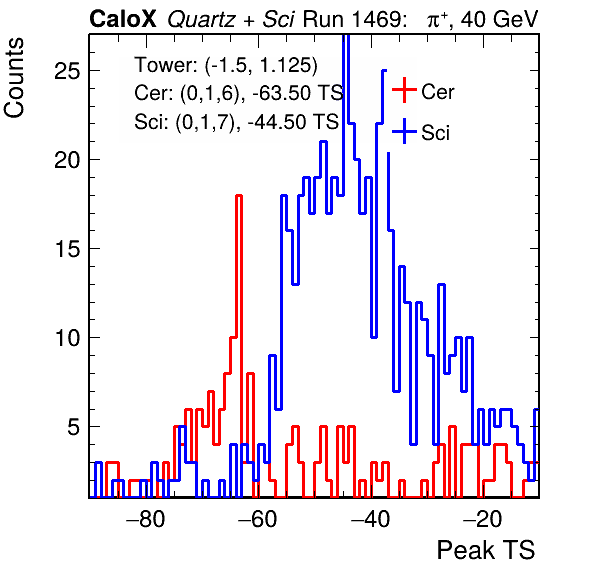 CaloX Quartz + Sci Run 1469: π⁺, 40 GeV
Counts
Tower: (-1.5, 1.125)
Cer: (0,1,6), -63.50 TS
Sci: (0,1,7), -44.50 TS
Cer
Sci
25
20
15
10
5
−80 −60 −40 −20
Peak TS